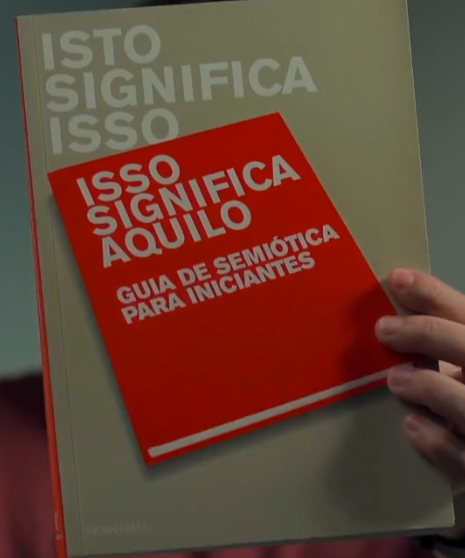 ISTO
SIGNIFICA
ISSO
ISSO
SIGNIFICA
AQUILO
GUIA DE SEMIÓTICA
PARA INICIANTES